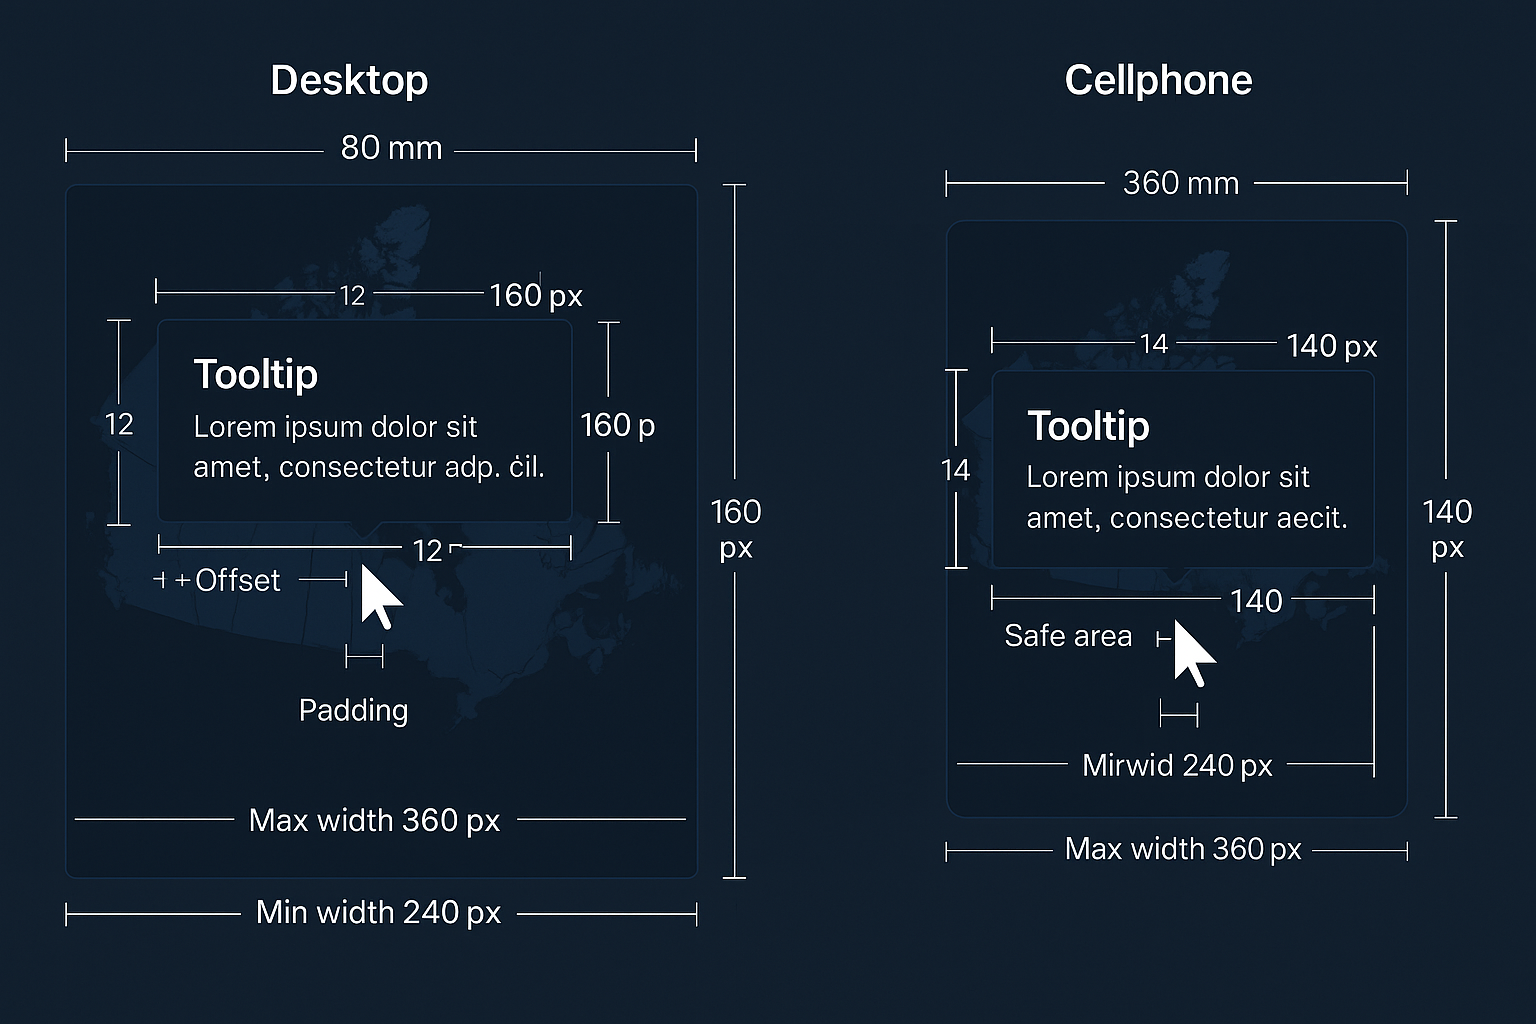 Desktop
80 mm
12
160 px
12
Tooltip
Lorem ipsum dolor sit
amet, consectetur adp. ċil.
160 p
12
Offset
Padding
160
px
Max width 360 px
Min width 240 px
Cellphone
360 mm
14
140 px
14
Tooltip
Lorem ipsum dolor sit
amet, consectetur aecit.
140
Safe area
140
px
Mirwid 240 px
Max width 360 px